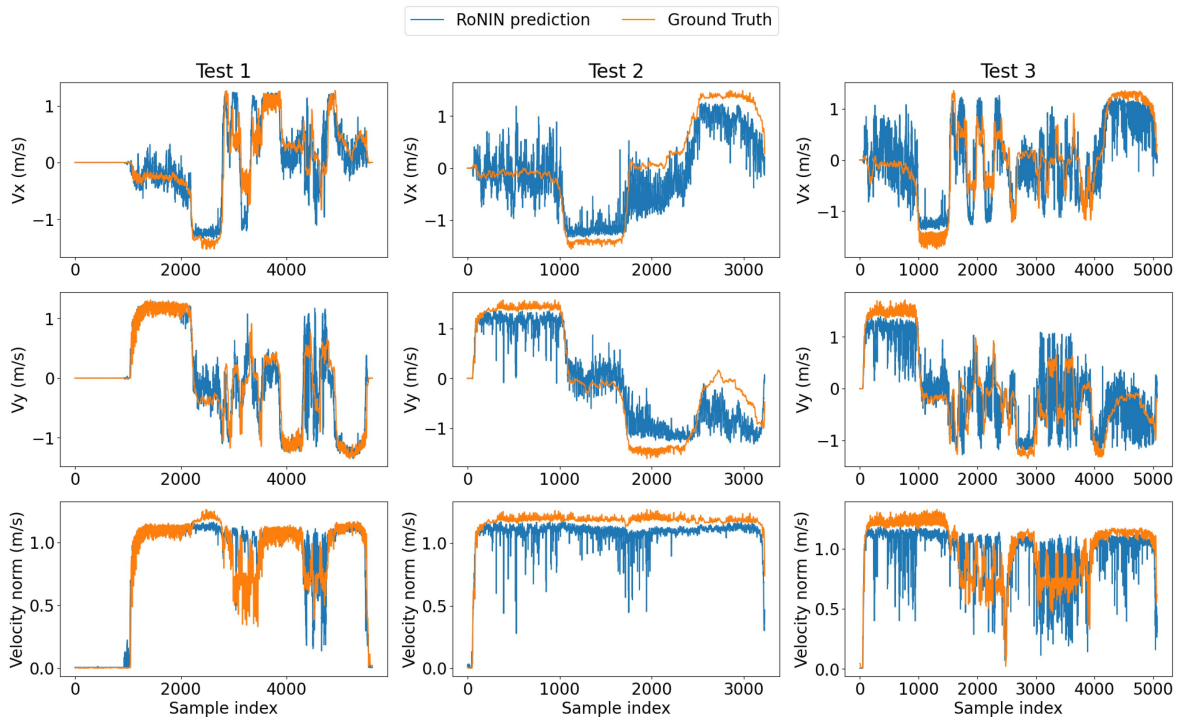 RoNIN prediction Ground Truth
Test 1 Test 2 Test 3
Vx (m/s) 1 0 −1 Vx (m/s) 1 0 −1 Vx (m/s) 1 0 −1
0 2000 4000 0 1000 2000 3000 0 1000 2000 3000 4000 5000
Vy (m/s) 1 0 −1 Vy (m/s) 1 0 −1 Vy (m/s) 1 0 −1
0 2000 4000 0 1000 2000 3000 0 1000 2000 3000 4000 5000
Velocity norm (m/s) 1.0 0.5 0.0 Velocity norm (m/s) 1.0 0.5 0.0 Velocity norm (m/s) 1.0 0.5 0.0
0 2000 4000 0 1000 2000 3000 0 1000 2000 3000 4000 5000
Sample index Sample index Sample index